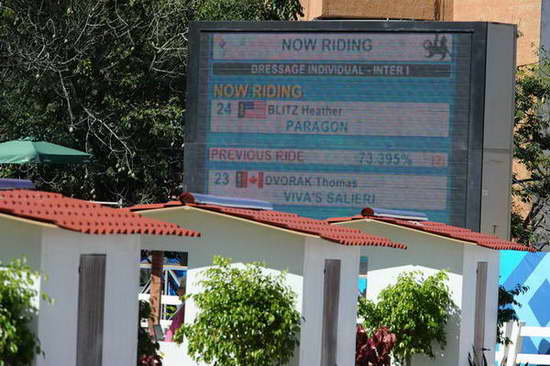 NOW RIDING
DRESSAGE INDIVIDUAL - INTER I
NOW RIDING
24 BLITZ Heather
PARAGON
PREVIOUS RIDE 73.395% [2]
23 DVORAK Thomas
VIVA'S SALIERI